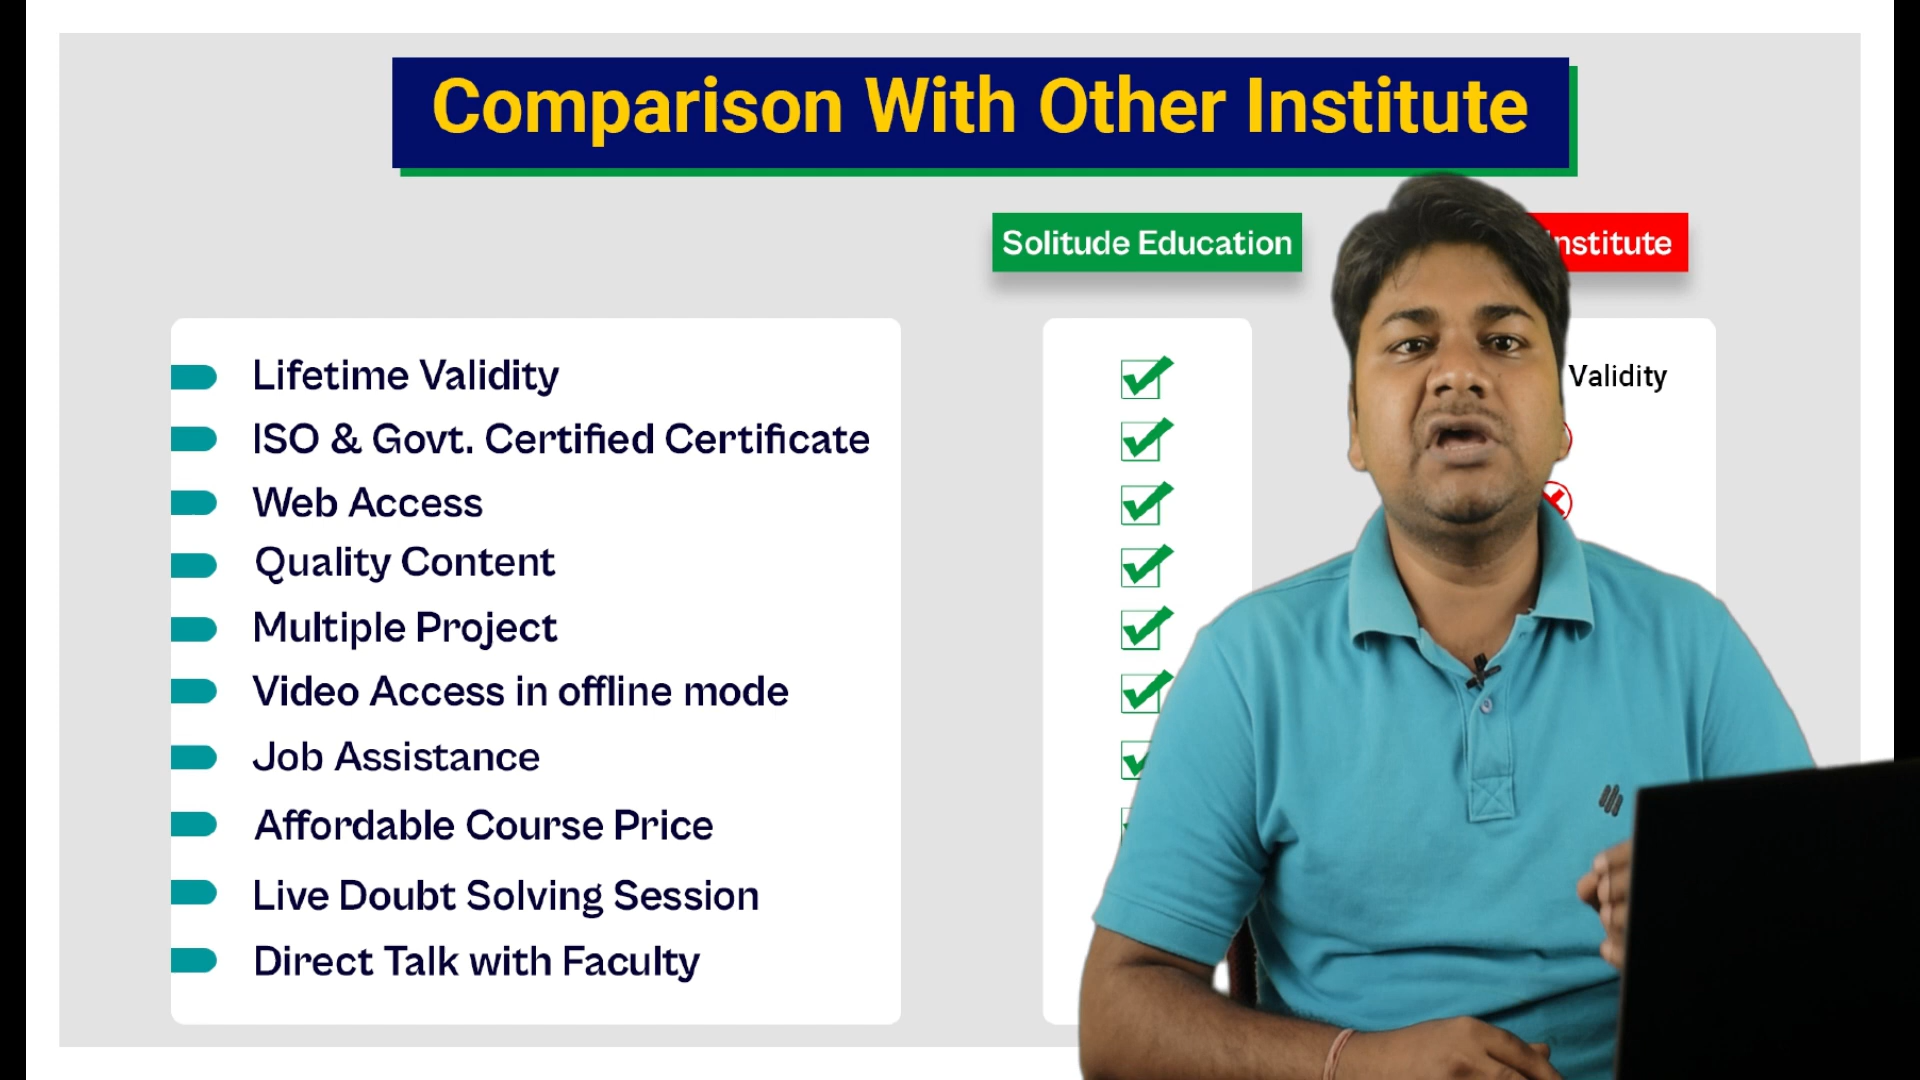 Comparison With Other Institute
Solitude Education
Institute
Lifetime Validity
Validity
ISO & Govt. Certified Certificate
Web Access
Quality Content
Multiple Project
Video Access in offline mode
Job Assistance
Affordable Course Price
Live Doubt Solving Session
Direct Talk with Faculty